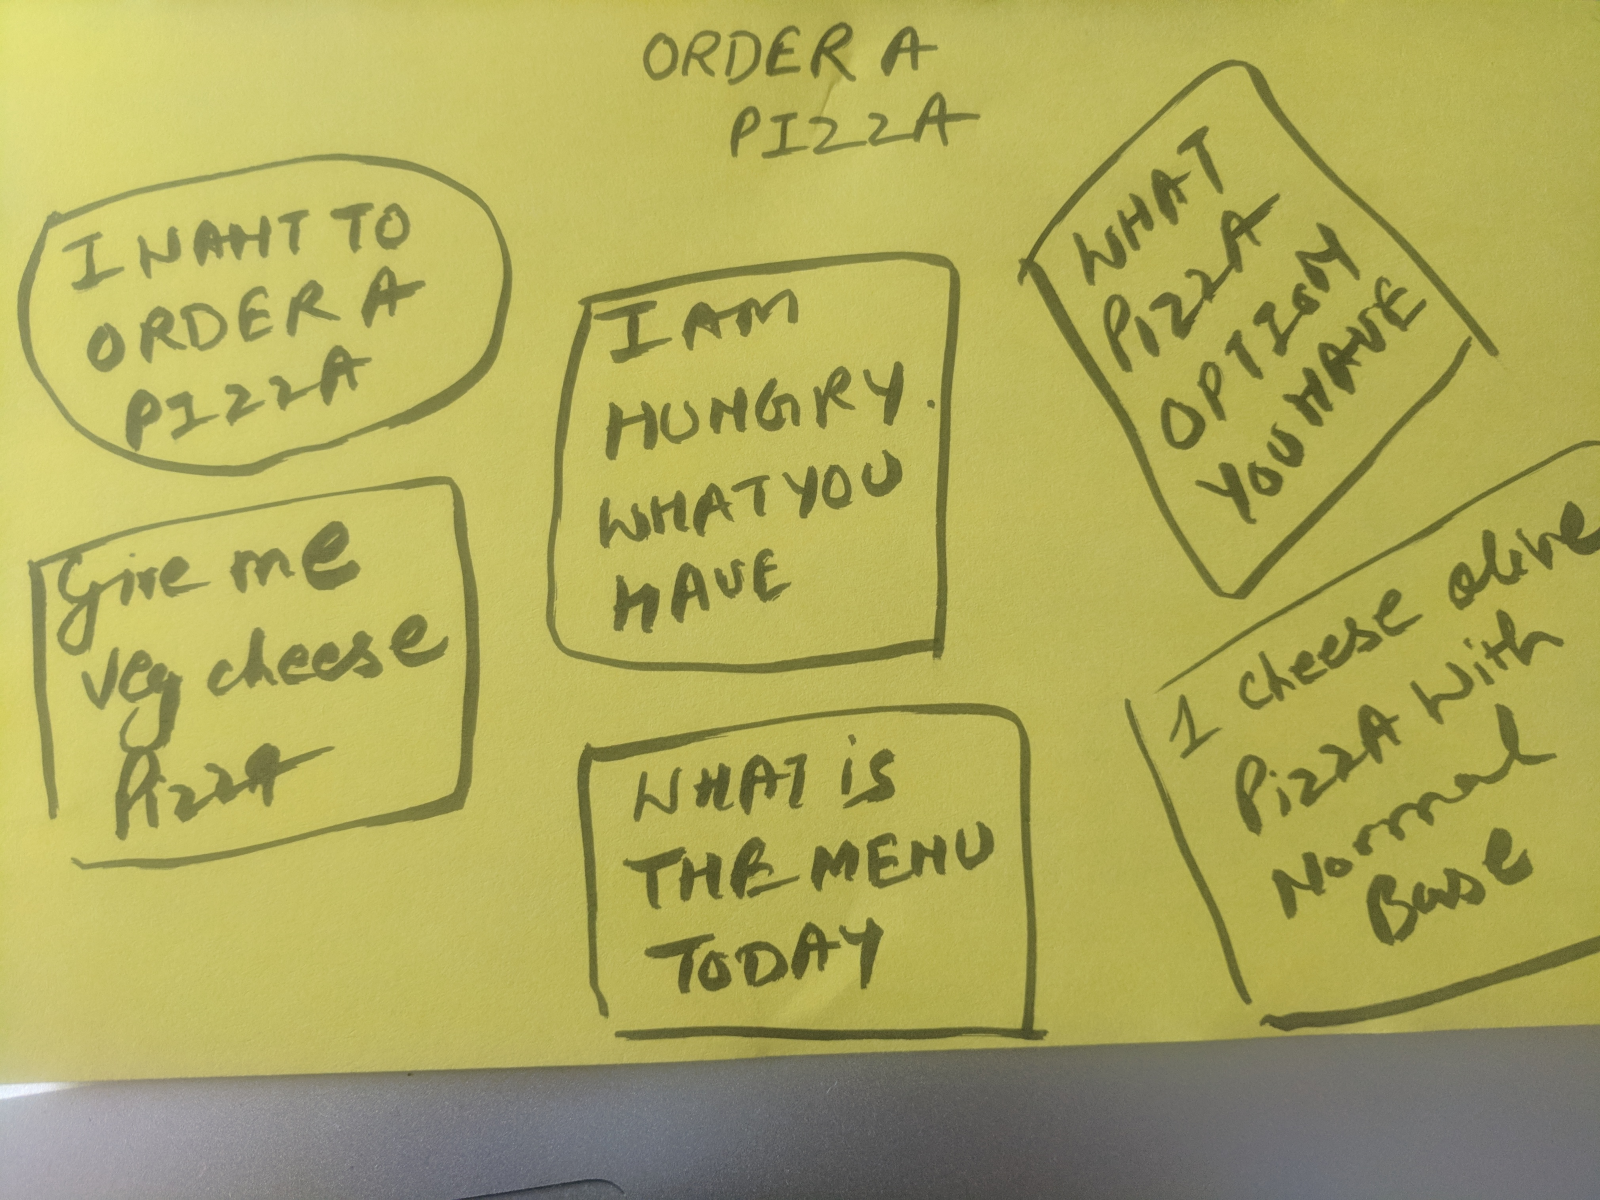 ORDER A
PIZZA
I WANT TO
ORDER A
PIZZA
I AM
HUNGRY.
WHAT YOU
HAVE
WHAT
PIZZA
OPTION
YOU HAVE
Give me
veg cheese
PizzA
WHAT is
THE MENU
TODAY
1 cheese olive
PizzA with
Normal
Base